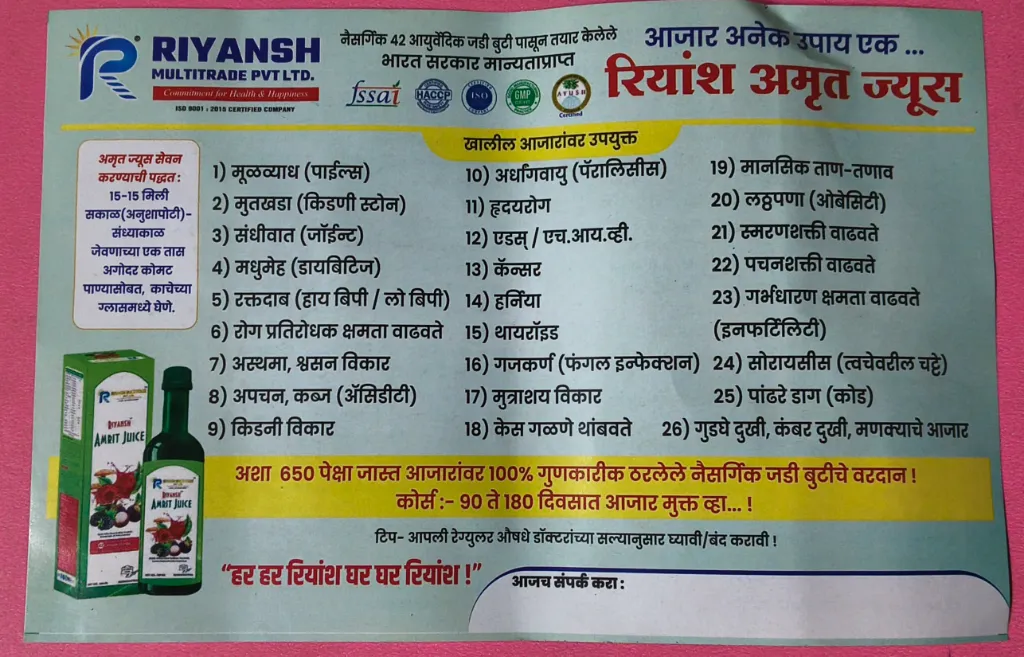 RIYANSH
MULTITRADE PVT LTD.
Commitment for Health & Happiness
ISO 9001 : 2015 CERTIFIED COMPANY
नैसर्गिक 42 आयुर्वेदिक जडी बुटी पासून तयार केलेले
भारत सरकार मान्यताप्राप्त
fssai
HACCP
ISO
GMP
AYUSH
Certified
आजार अनेक उपाय एक ...
रियांश अमृत ज्यूस
खालील आजारांवर उपयुक्त
अमृत ज्यूस सेवन
करण्याची पद्धत :
15-15 मिली
सकाळ(अनुशापोटी)-
संध्याकाळ
जेवणाच्या एक तास
अगोदर कोमट
पाण्यासोबत, काचेच्या
ग्लासमध्ये घेणे.
1) मूळव्याध (पाईल्स)
2) मुतखडा (किडणी स्टोन)
3) संधीवात (जॉईन्ट)
4) मधुमेह (डायबिटिज)
5) रक्तदाब (हाय बिपी / लो बिपी)
6) रोग प्रतिरोधक क्षमता वाढवते
7) अस्थमा, श्वसन विकार
8) अपचन, कब्ज (ॲसिडीटी)
9) किडनी विकार
10) अर्धांगवायु (पॅरालिसीस)
11) हृदयरोग
12) एडस् / एच.आय.व्ही.
13) कॅन्सर
14) हर्निया
15) थायरॉइड
16) गजकर्ण (फंगल इन्फेक्शन)
17) मुत्राशय विकार
18) केस गळणे थांबवते
19) मानसिक ताण-तणाव
20) लठ्ठपणा (ओबेसिटी)
21) स्मरणशक्ती वाढवते
22) पचनशक्ती वाढवते
23) गर्भधारण क्षमता वाढवते
(इनफर्टिलिटी)
24) सोरायसीस (त्वचेवरील चट्टे)
25) पांढरे डाग (कोड)
26) गुडघे दुखी, कंबर दुखी, मणक्याचे आजार
RIYANSH
AMRIT JUICE
RIYANSH
AMRIT JUICE
अशा 650 पेक्षा जास्त आजारांवर 100% गुणकारीक ठरलेले नैसर्गिक जडी बुटीचे वरदान !
कोर्स :- 90 ते 180 दिवसात आजार मुक्त व्हा... !
टिप- आपली रेग्युलर औषधे डॉक्टरांच्या सल्यानुसार घ्यावी/बंद करावी !
"हर हर रियांश घर घर रियांश !"
आजच संपर्क करा :